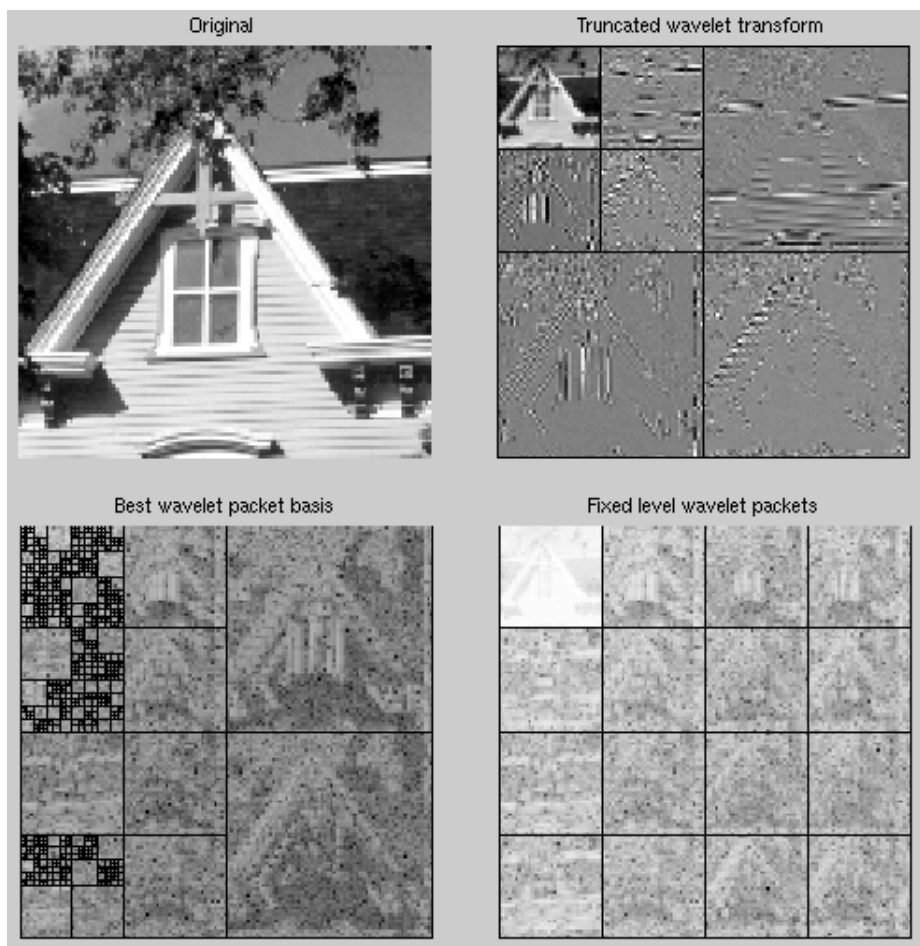 Original
Truncated wavelet transform
Best wavelet packet basis
Fixed level wavelet packets